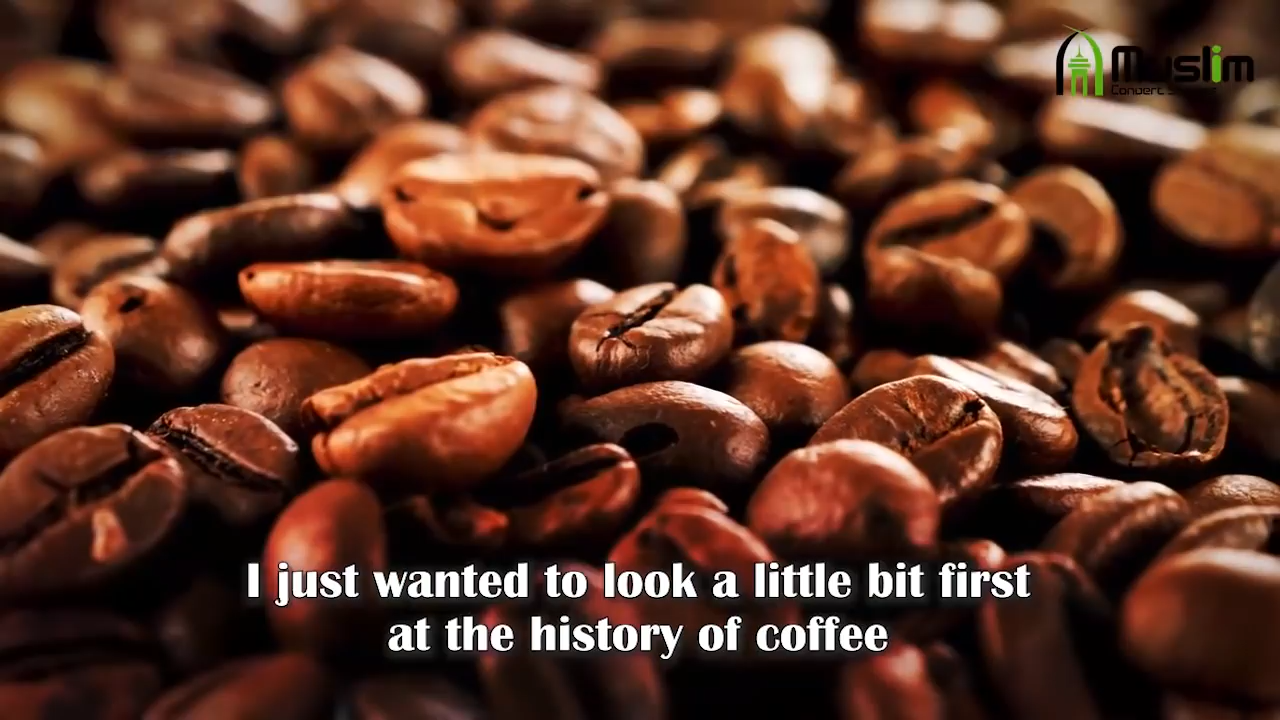 Muslim
I just wanted to look a little bit first
at the history of coffee